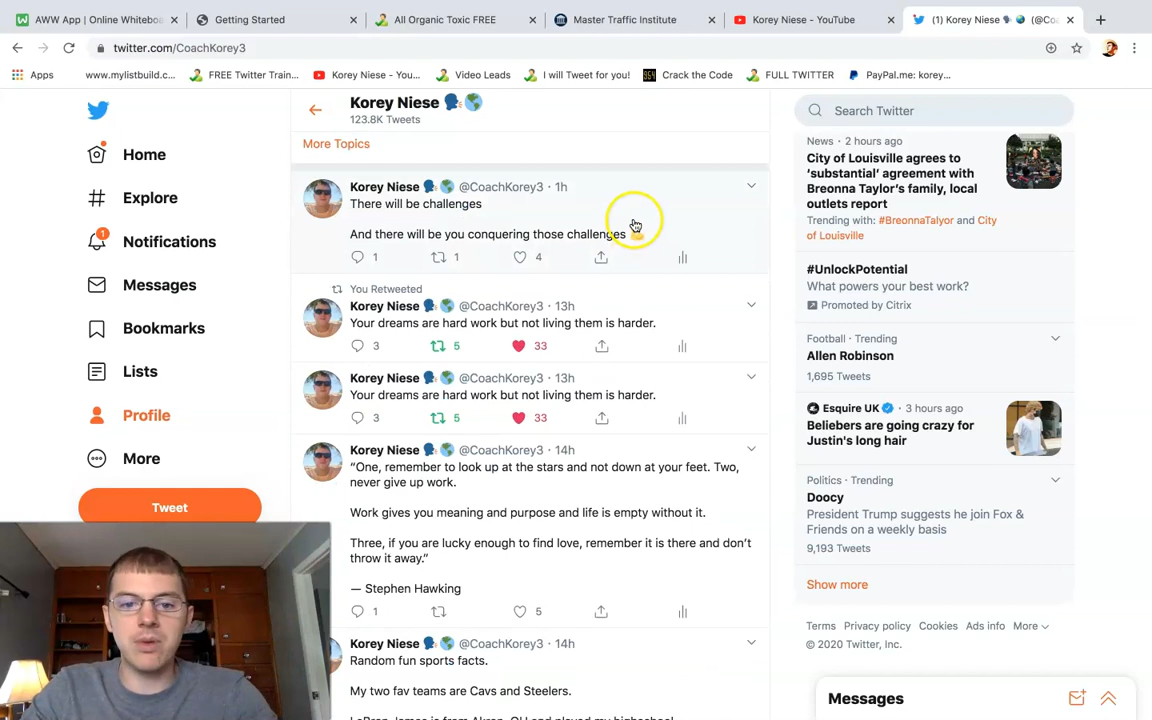 AWW App | Online Whiteb
Getting Started
All Organic Toxic FREE
Master Traffic Institute
Korey Niese - YouTube
(1) Korey Niese (@Co
twitter.com/CoachKorey3
Apps
www.mylistbuild.c...
FREE Twitter Train...
Korey Niese - You...
Video Leads
I will Tweet for you!
Crack the Code
FULL TWITTER
PayPal.me: korey...
Home
Explore
1
Notifications
Messages
Bookmarks
Lists
Profile
More
Tweet
Korey Niese
123.8K Tweets
More Topics
Korey Niese @CoachKorey3 · 1h
There will be challenges
And there will be you conquering those challenges
1 1 4
You Retweeted
Korey Niese @CoachKorey3 · 13h
Your dreams are hard work but not living them is harder.
3 5 33
Korey Niese @CoachKorey3 · 13h
Your dreams are hard work but not living them is harder.
3 5 33
Korey Niese @CoachKorey3 · 14h
“One, remember to look up at the stars and not down at your feet. Two,
never give up work.
Work gives you meaning and purpose and life is empty without it.
Three, if you are lucky enough to find love, remember it is there and don’t
throw it away.”
— Stephen Hawking
1 5
Korey Niese @CoachKorey3 · 14h
Random fun sports facts.
My two fav teams are Cavs and Steelers.
LeBron James is from Akron, OH and played my highschool
Search Twitter
News · 2 hours ago
City of Louisville agrees to
‘substantial’ agreement with
Breonna Taylor’s family, local
outlets report
Trending with: #BreonnaTalyor and City
of Louisville
#UnlockPotential
What powers your best work?
Promoted by Citrix
Football · Trending
Allen Robinson
1,695 Tweets
Esquire UK · 3 hours ago
Beliebers are going crazy for
Justin's long hair
Politics · Trending
Doocy
President Trump suggests he join Fox &
Friends on a weekly basis
9,193 Tweets
Show more
Terms Privacy policy Cookies Ads info More
© 2020 Twitter, Inc.
Messages